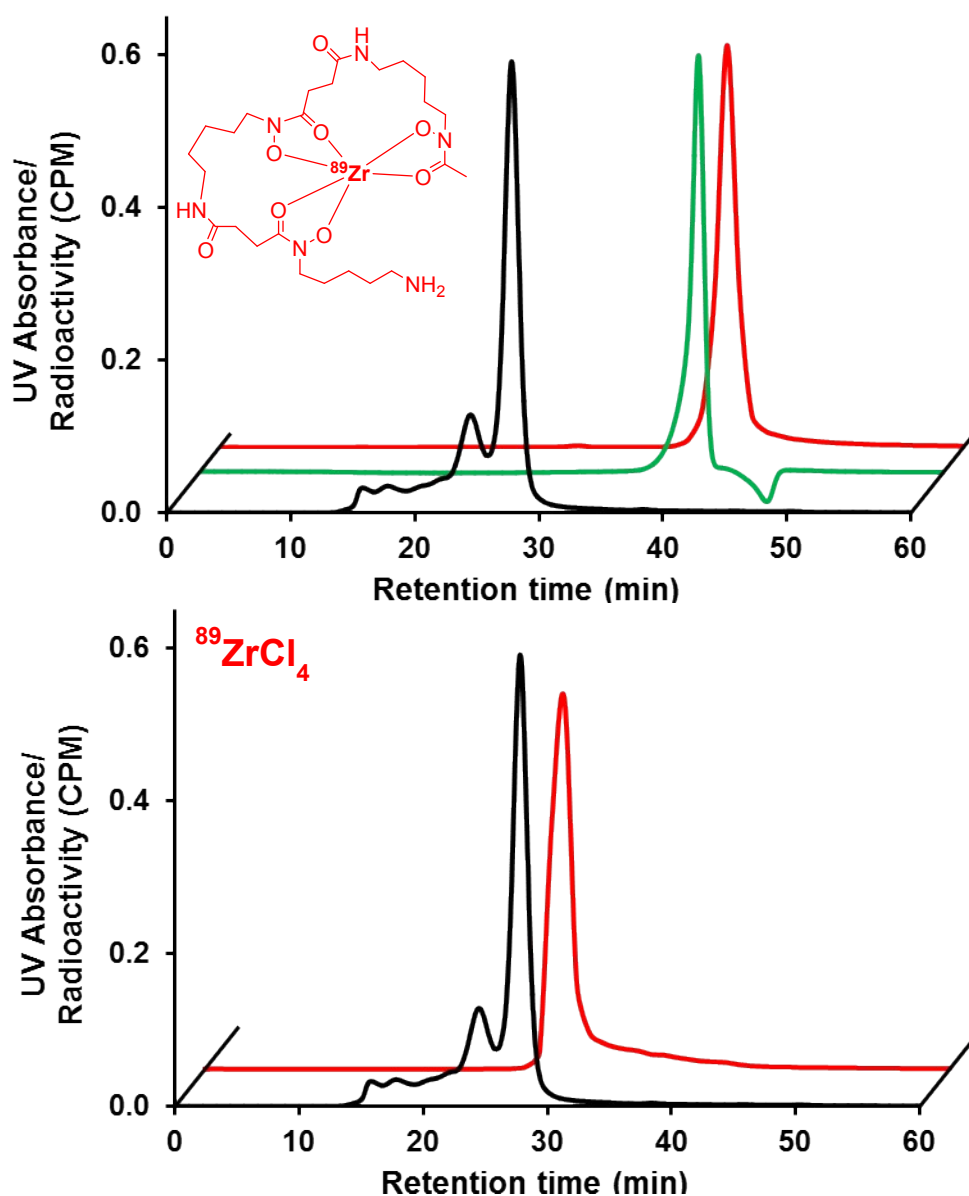 UV Absorbance/
Radioactivity (CPM)
0.6
0.4
0.2
0.0
0
10
20
30
40
50
60
Retention time (min)
O
H
N
N
O
O
O
N
O
⁸⁹Zr
HN
O
O
O
N
NH₂
⁸⁹ZrCl₄
UV Absorbance/
Radioactivity (CPM)
0.6
0.4
0.2
0.0
0
10
20
30
40
50
60
Retention time (min)